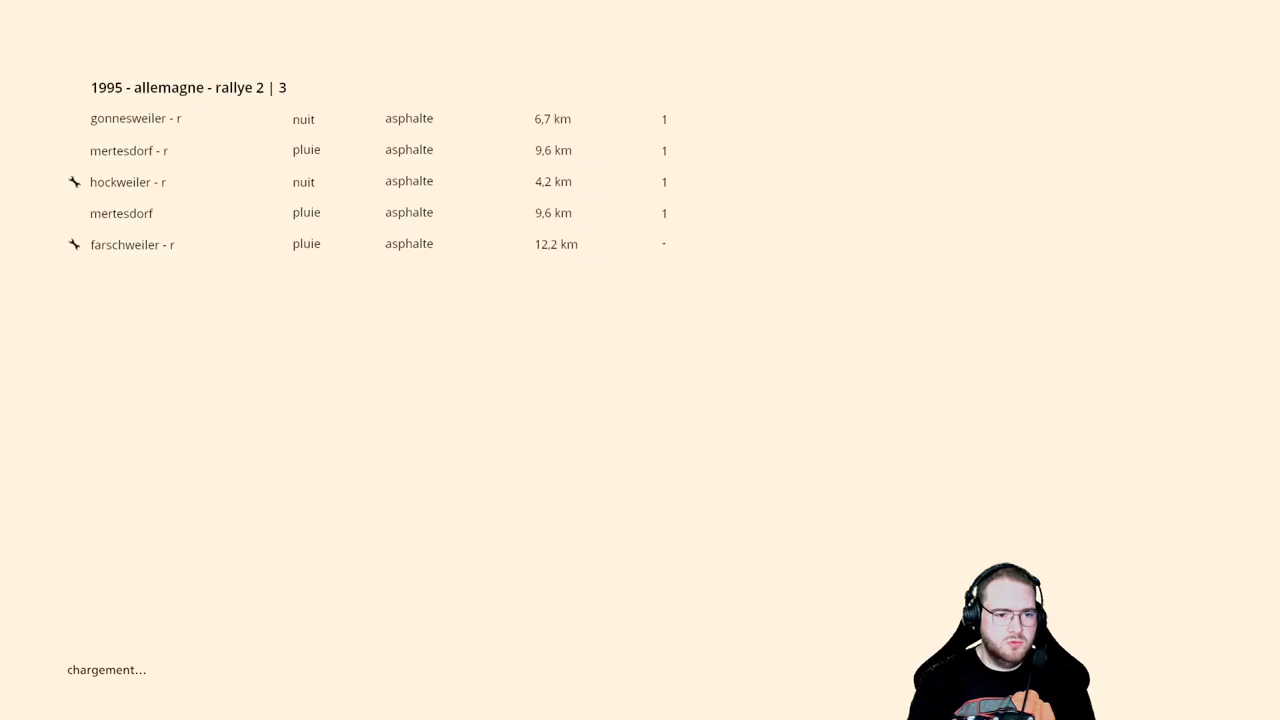 1995 - allemagne - rallye 2 | 3
gonnesweiler - r nuit asphalte 6,7 km 1
mertesdorf - r pluie asphalte 9,6 km 1
hockweiler - r nuit asphalte 4,2 km 1
mertesdorf pluie asphalte 9,6 km 1
farschweiler - r pluie asphalte 12,2 km -
chargement...